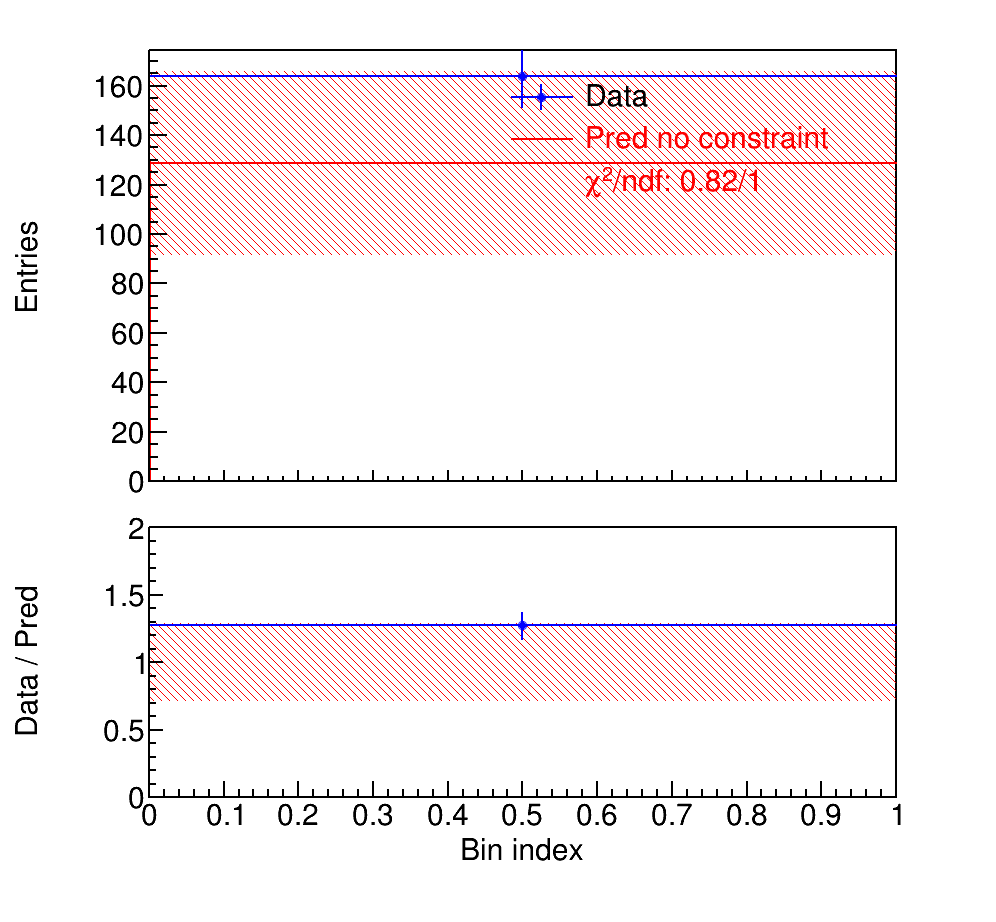 Entries
160
140
120
100
80
60
40
20
0
Data
Pred no constraint
χ²/ndf: 0.82/1
Data / Pred
2
1.5
1
0.5
0
0 0.1 0.2 0.3 0.4 0.5 0.6 0.7 0.8 0.9 1
Bin index